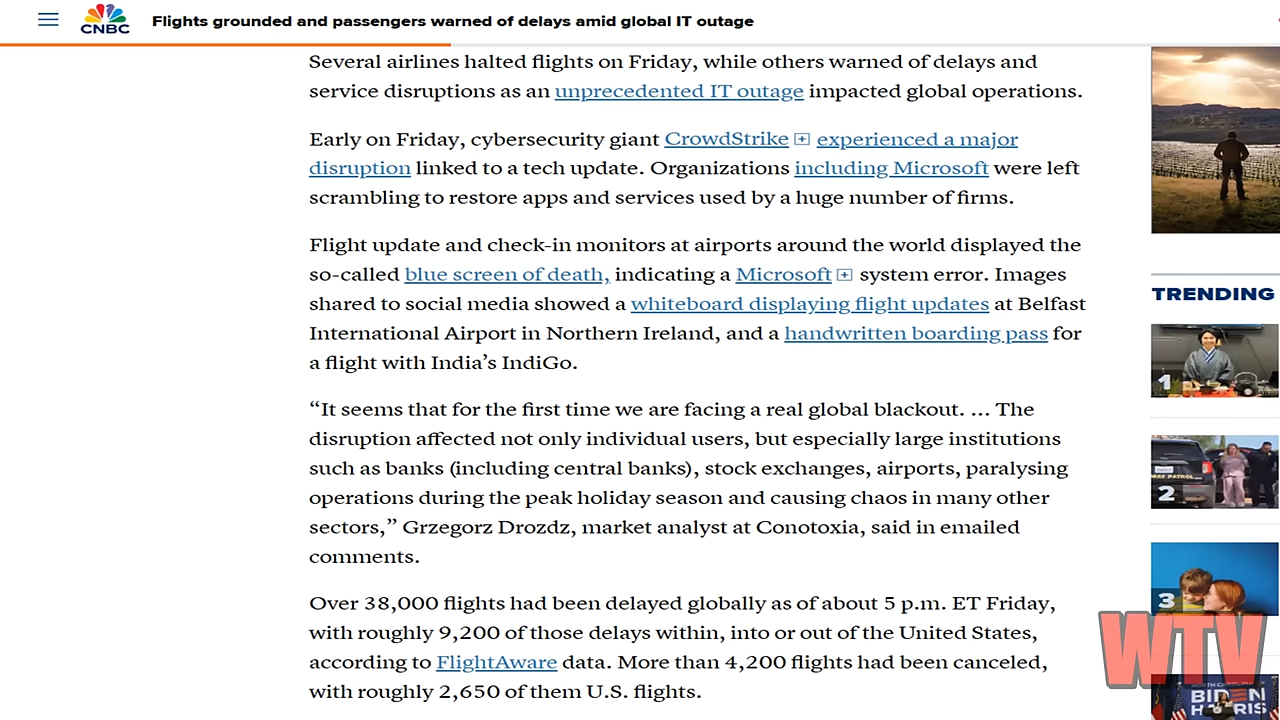 CNBC
Flights grounded and passengers warned of delays amid global IT outage
Several airlines halted flights on Friday, while others warned of delays and
service disruptions as an unprecedented IT outage impacted global operations.
Early on Friday, cybersecurity giant CrowdStrike experienced a major
disruption linked to a tech update. Organizations including Microsoft were left
scrambling to restore apps and services used by a huge number of firms.
Flight update and check-in monitors at airports around the world displayed the
so-called blue screen of death, indicating a Microsoft system error. Images
shared to social media showed a whiteboard displaying flight updates at Belfast
International Airport in Northern Ireland, and a handwritten boarding pass for
a flight with India’s IndiGo.
“It seems that for the first time we are facing a real global blackout. … The
disruption affected not only individual users, but especially large institutions
such as banks (including central banks), stock exchanges, airports, paralysing
operations during the peak holiday season and causing chaos in many other
sectors,” Grzegorz Drozdz, market analyst at Conotoxia, said in emailed
comments.
Over 38,000 flights had been delayed globally as of about 5 p.m. ET Friday,
with roughly 9,200 of those delays within, into or out of the United States,
according to FlightAware data. More than 4,200 flights had been canceled,
with roughly 2,650 of them U.S. flights.
TRENDING
1
2
3
WTV
BIDEN